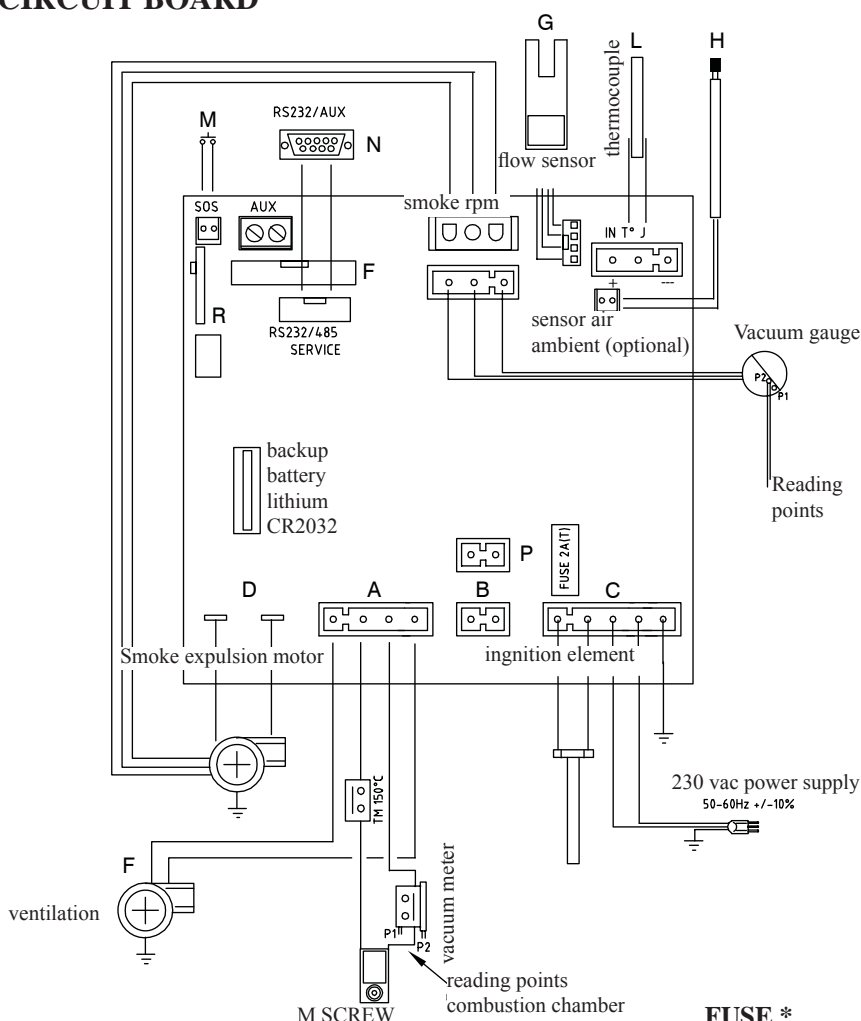 CIRCUIT BOARD
G
L
H
M
RS232/AUX
N
thermocouple
flow sensor
SOS
AUX
smoke rpm
IN T° J
F
+
---
R
RS232/485
SERVICE
sensor air
ambient (optional)
Vacuum gauge
P2
P1
Reading
points
backup
battery
lithium
CR2032
P
FUSE 2A(T)
D
A
B
C
Smoke expulsion motor
ingnition element
TM 150°C
230 vac power supply
50-60Hz +/-10%
F
ventilation
vacuum meter
P1
P2
reading points
combustion chamber
M SCREW
FUSE *